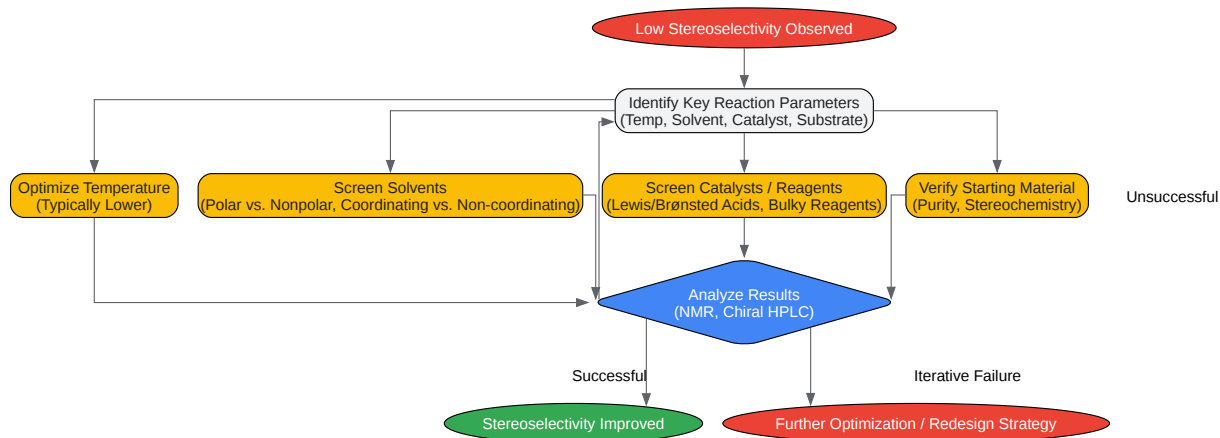 Low Stereoselectivity Observed
Identify Key Reaction Parameters
(Temp, Solvent, Catalyst, Substrate)
Optimize Temperature
(Typically Lower)
Screen Solvents
(Polar vs. Nonpolar, Coordinating vs. Non-coordinating)
Screen Catalysts / Reagents
(Lewis/Brønsted Acids, Bulky Reagents)
Verify Starting Material
(Purity, Stereochemistry)
Unsuccessful
Analyze Results
(NMR, Chiral HPLC)
Successful
Iterative Failure
Stereoselectivity Improved
Further Optimization / Redesign Strategy